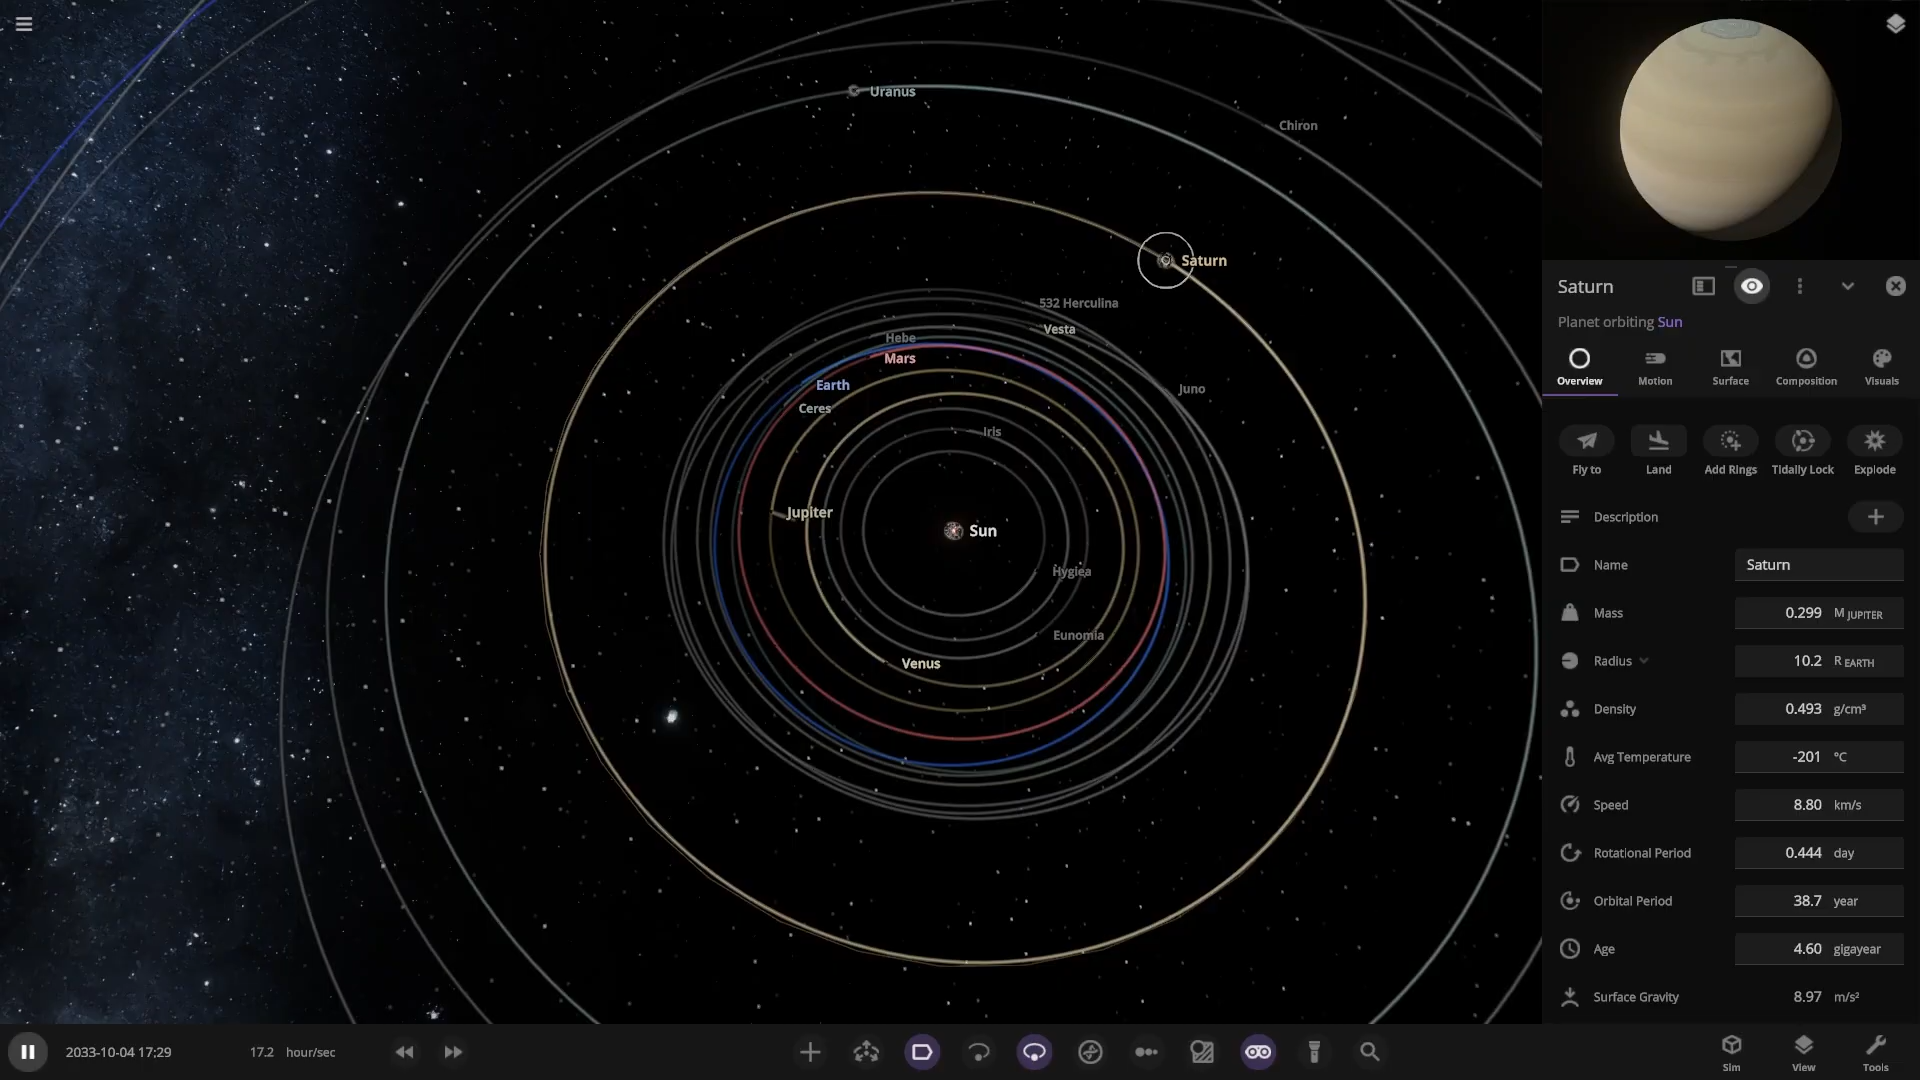 Uranus
Chiron
Saturn
532 Herculina
Vesta
Hebe
Mars
Earth
Juno
Ceres
Iris
Jupiter
Sun
Hygiea
Eunomia
Venus
Saturn
Planet orbiting Sun
Overview Motion Surface Composition Visuals
Fly to Land Add Rings Tidally Lock Explode
Description
Name Saturn
Mass 0.299 M JUPITER
Radius 10.2 R EARTH
Density 0.493 g/cm³
Avg Temperature -201 °C
Speed 8.80 km/s
Rotational Period 0.444 day
Orbital Period 38.7 year
Age 4.60 gigayear
Surface Gravity 8.97 m/s²
2033-10-04 17:29 17.2 hour/sec
Sim View Tools